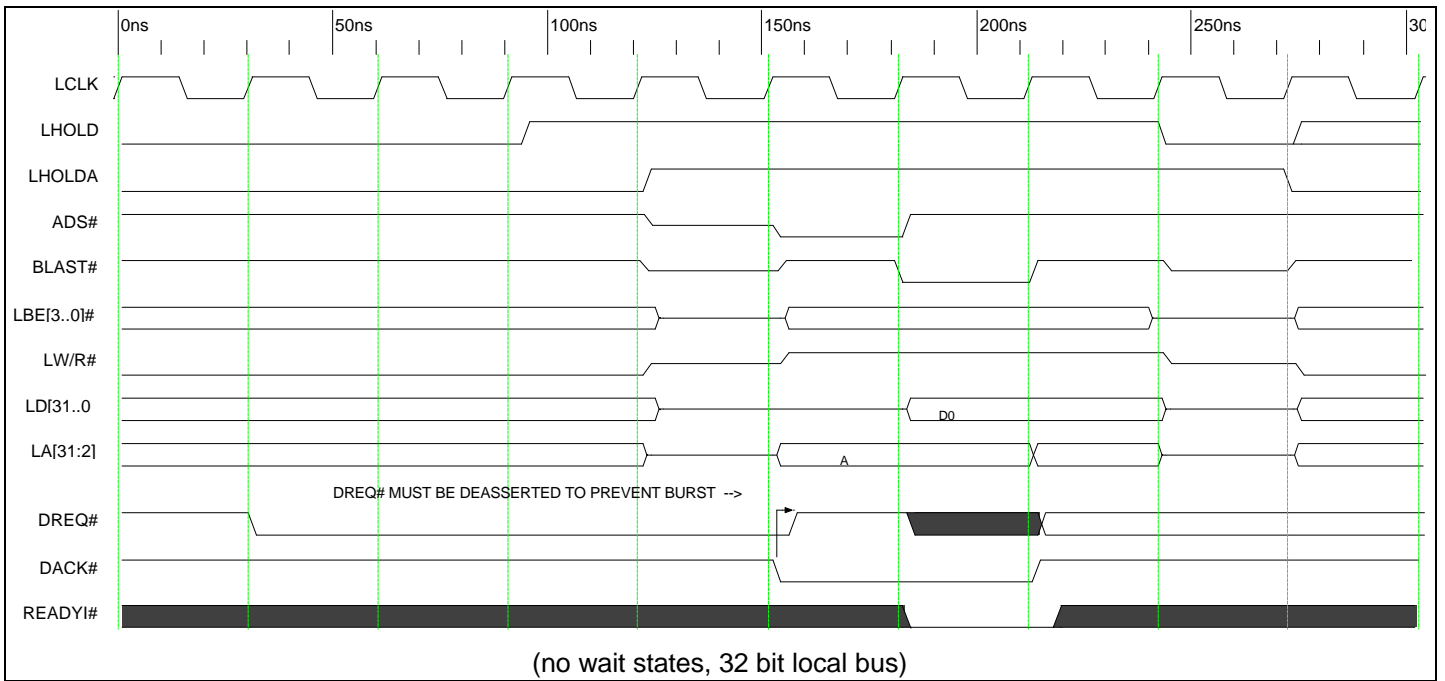 0ns 50ns 100ns 150ns 200ns 250ns 30
LCLK
LHOLD
LHOLDA
ADS#
BLAST#
LBE[3..0]#
LW/R#
LD[31..0
D0
LA[31:2]
A
DREQ# MUST BE DEASSERTED TO PREVENT BURST -->
DREQ#
DACK#
READYI#
(no wait states, 32 bit local bus)